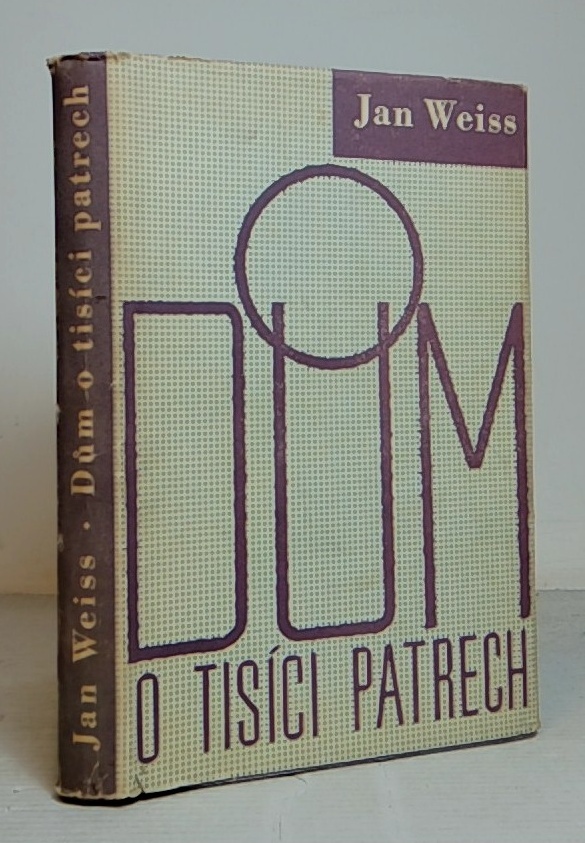 Jan Weiss
DŮM
O TISÍCI PATRECH
Jan Weiss · Dům o tisíci patrech